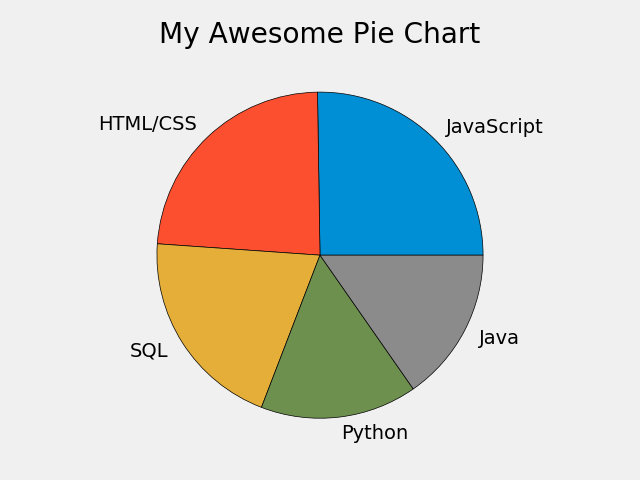 My Awesome Pie Chart
HTML/CSS
JavaScript
SQL
Java
Python